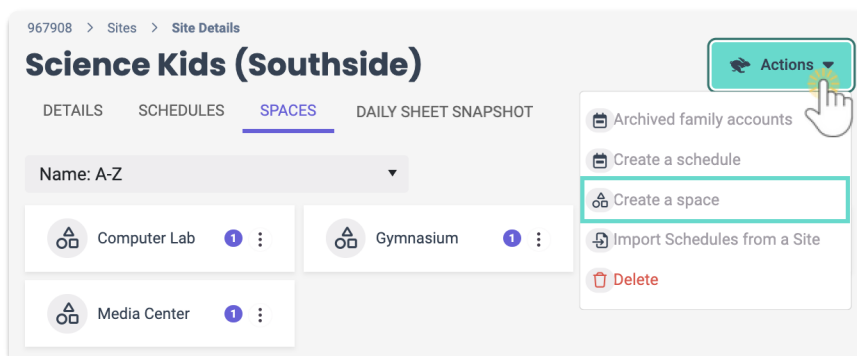 967908 > Sites > Site Details
Science Kids (Southside)
Actions
DETAILS SCHEDULES SPACES DAILY SHEET SNAPSHOT
Archived family accounts
Create a schedule
Create a space
Import Schedules from a Site
Delete
Name: A-Z
Computer Lab 1
Gymnasium 1
Media Center 1